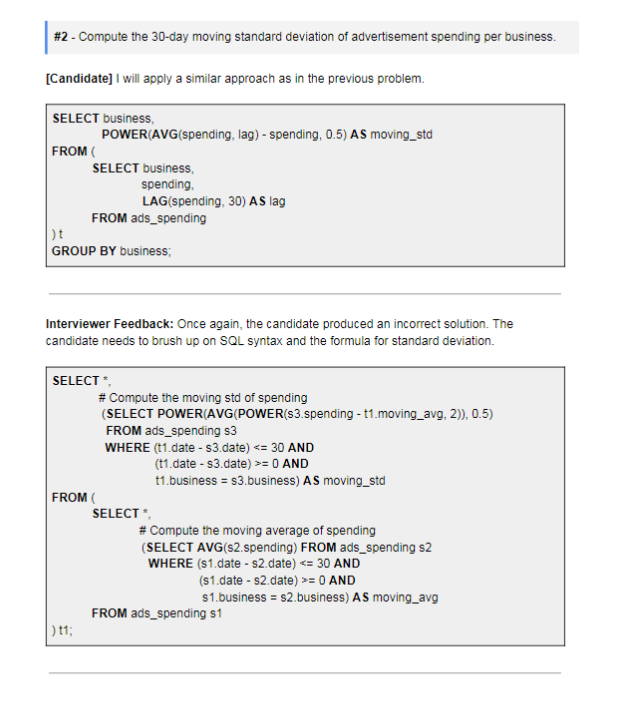 #2 - Compute the 30-day moving standard deviation of advertisement spending per business.
[Candidate] I will apply a similar approach as in the previous problem.
SELECT business,
POWER(AVG(spending, lag) - spending, 0.5) AS moving_std
FROM (
SELECT business,
spending,
LAG(spending, 30) AS lag
FROM ads_spending
) t
GROUP BY business;
Interviewer Feedback: Once again, the candidate produced an incorrect solution. The
candidate needs to brush up on SQL syntax and the formula for standard deviation.
SELECT *,
# Compute the moving std of spending
(SELECT POWER(AVG(POWER(s3.spending - t1.moving_avg, 2)), 0.5)
FROM ads_spending s3
WHERE (t1.date - s3.date) <= 30 AND
(t1.date - s3.date) >= 0 AND
t1.business = s3.business) AS moving_std
FROM (
SELECT *,
# Compute the moving average of spending
(SELECT AVG(s2.spending) FROM ads_spending s2
WHERE (s1.date - s2.date) <= 30 AND
(s1.date - s2.date) >= 0 AND
s1.business = s2.business) AS moving_avg
FROM ads_spending s1
) t1;